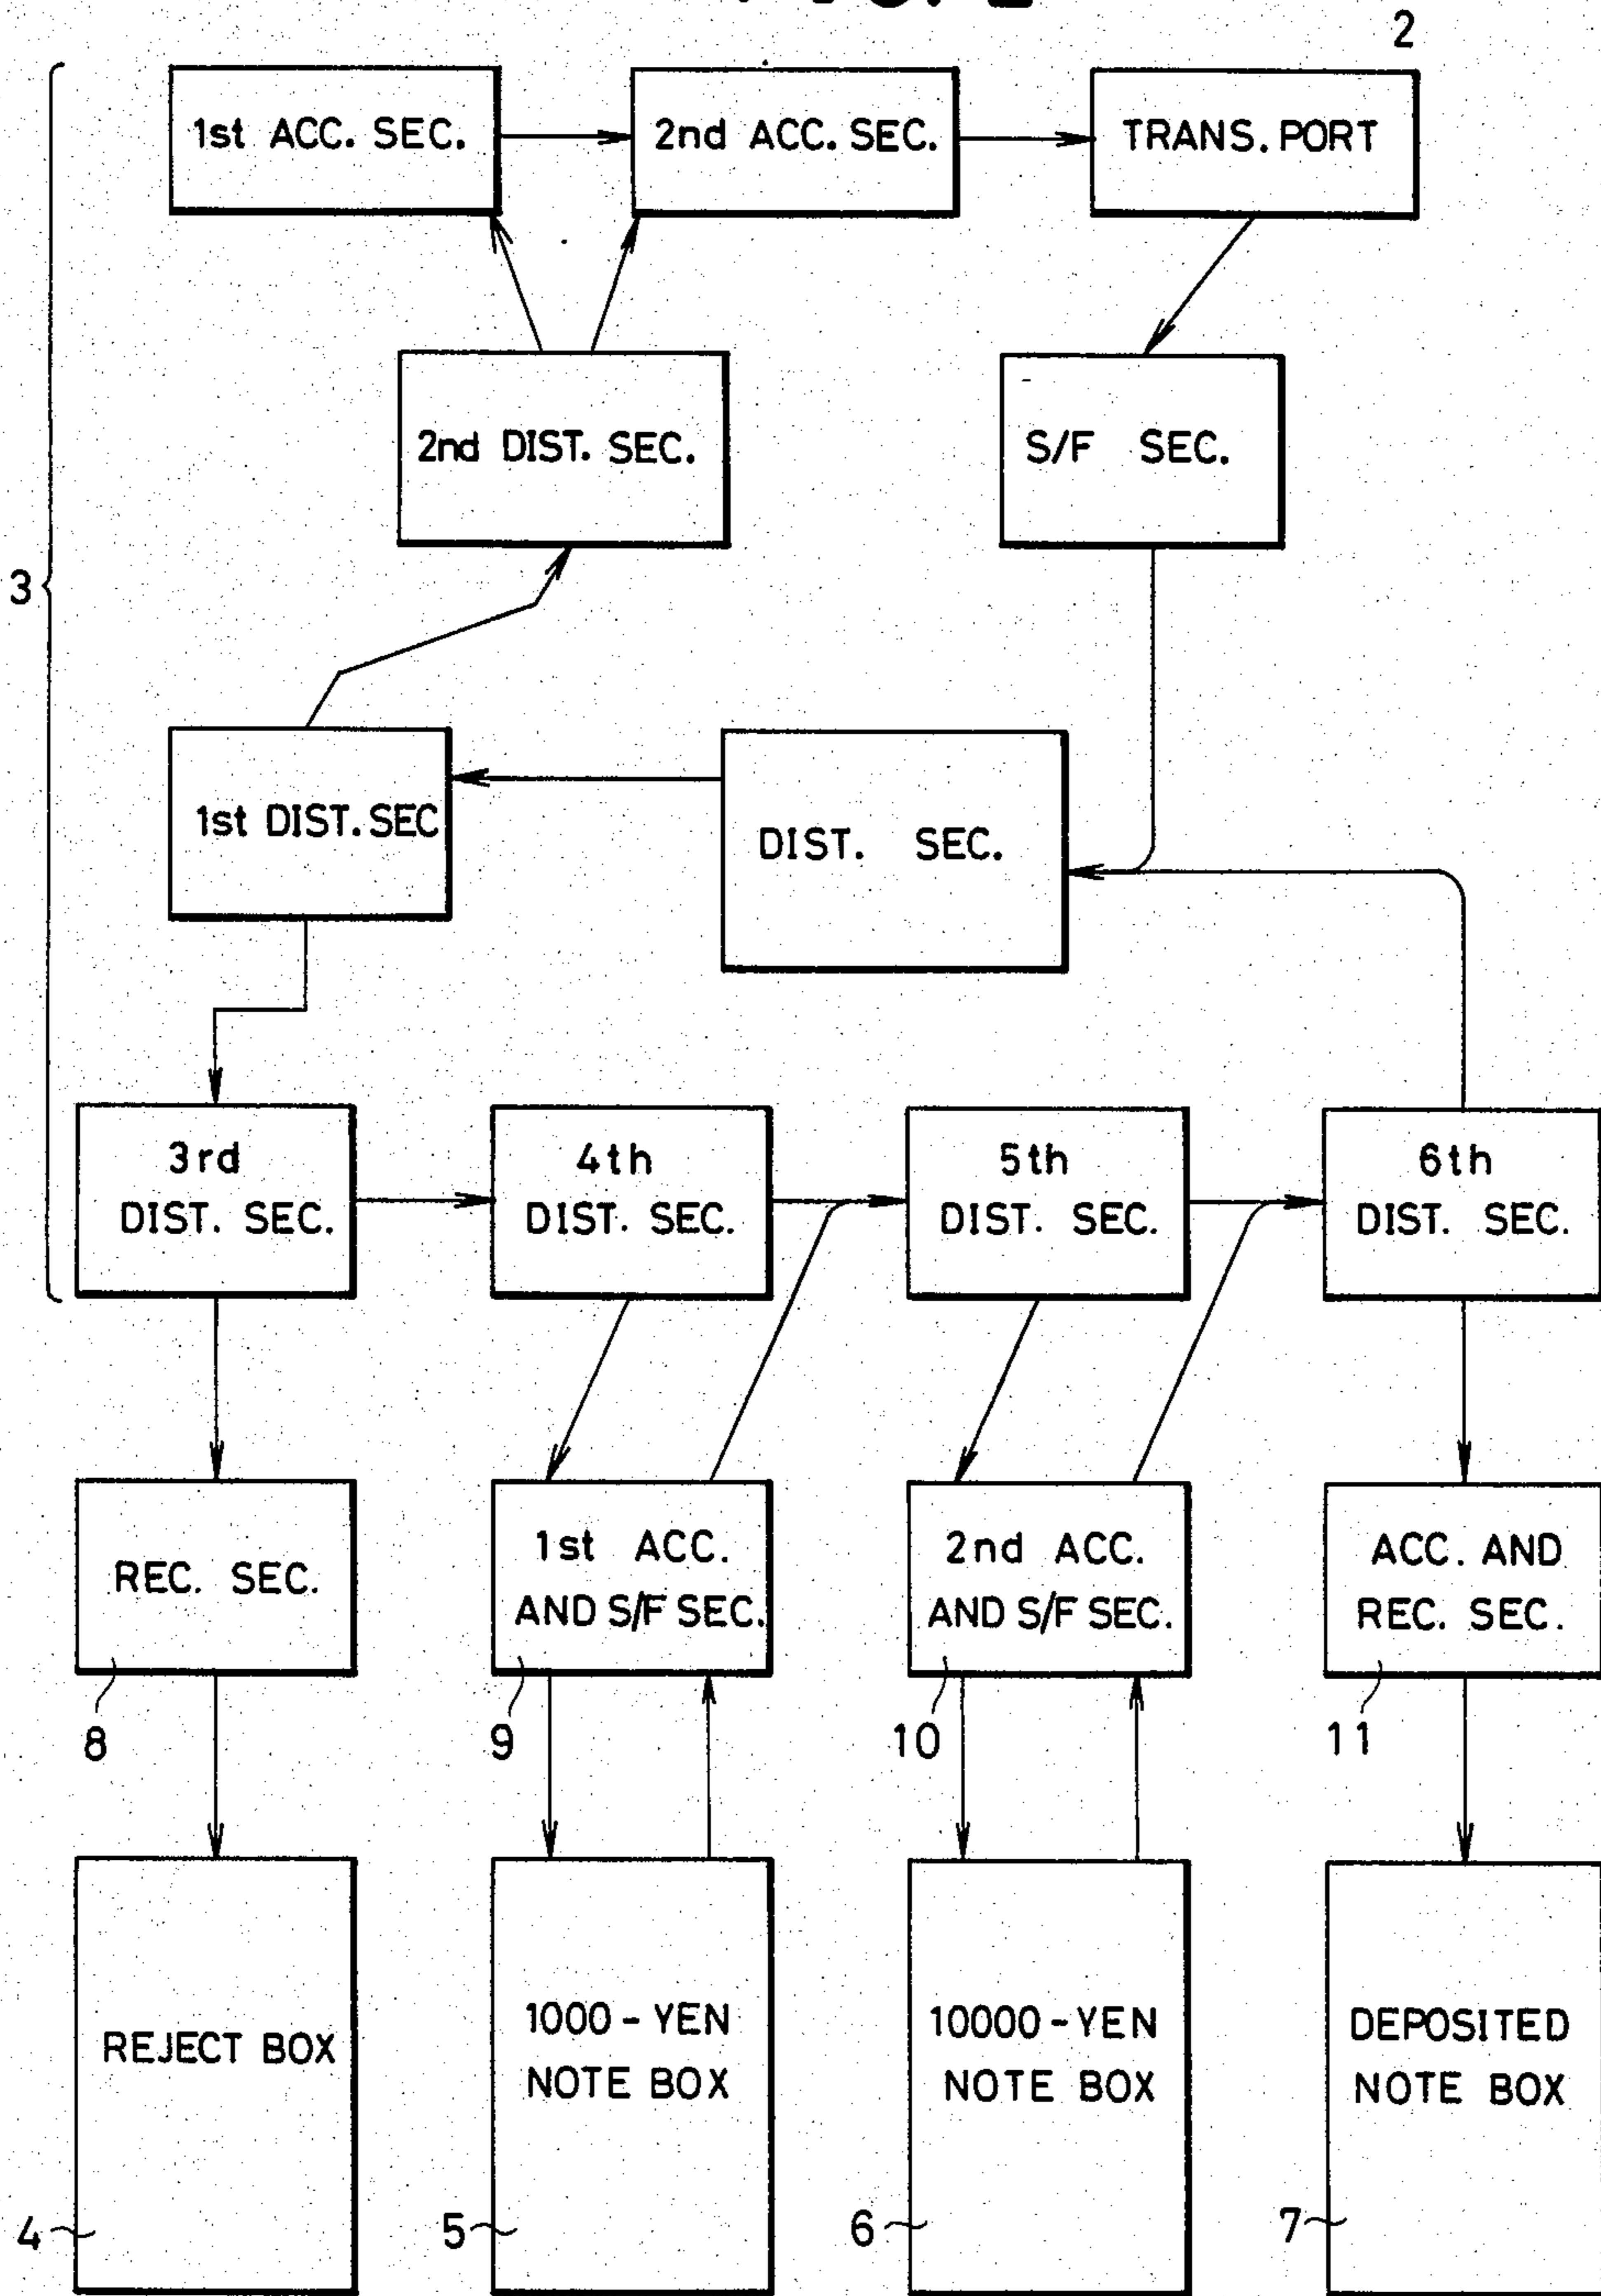 2
1st ACC. SEC.
2nd ACC. SEC.
TRANS. PORT
2nd DIST. SEC.
S/F SEC.
3
1st DIST. SEC
DIST. SEC.
3rd
DIST. SEC.
4th
DIST. SEC.
5th
DIST. SEC.
6th
DIST. SEC.
REC. SEC.
1st ACC.
AND S/F SEC.
2nd ACC.
AND S/F SEC.
ACC. AND
REC. SEC.
8
9
10
11
REJECT BOX
1000-YEN
NOTE BOX
10000-YEN
NOTE BOX
DEPOSITED
NOTE BOX
4
5
6
7